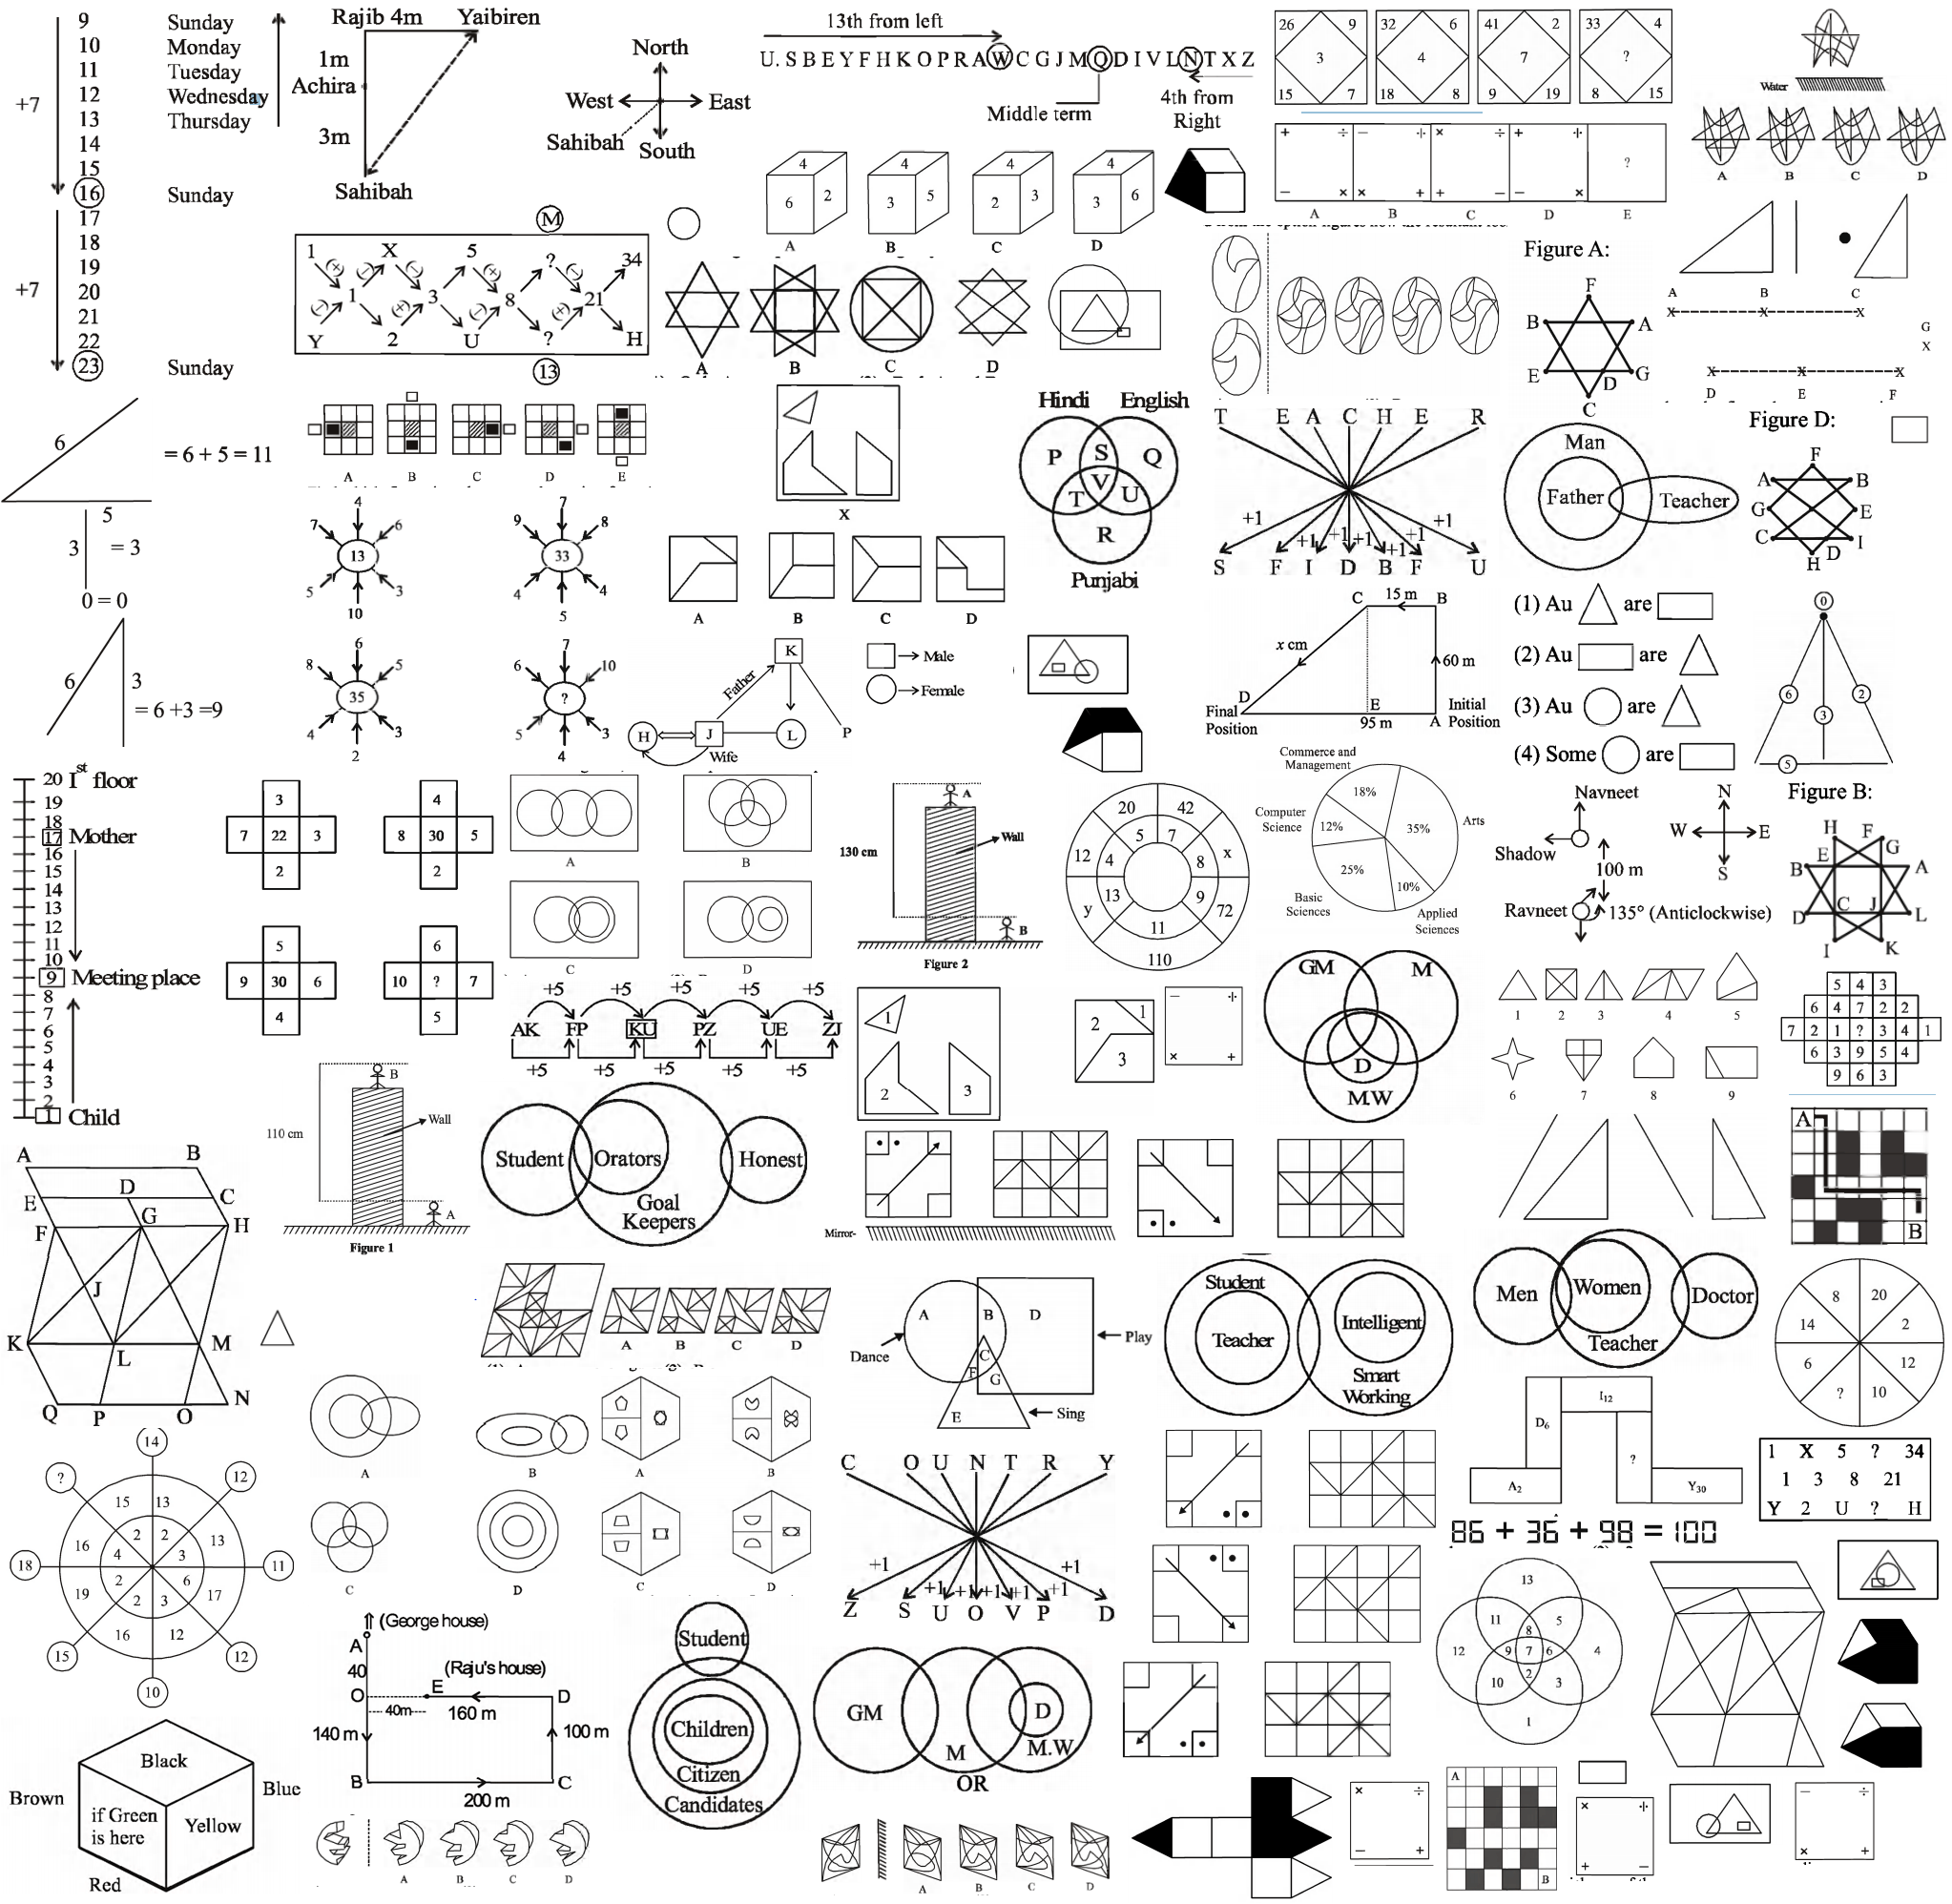 9 Sunday
10 Monday
11 Tuesday
12 Wednesday
13 Thursday
14
15
16 Sunday
17
18
19
20
21
22
23 Sunday
+7
+7
Rajib 4m Yaibiren
1m
Achira
3m
Sahibah
North
West East
Sahibah
South
13th from left
U. S B E Y F H K O P R A W C G J M Q D I V L N T X Z
Middle term
4th from
Right
26 9 3 15 7
32 6 4 18 8
41 2 7 9 19
33 4 ? 8 15
+ ÷ − ×
− ÷ × +
× ÷ + −
+ ÷ − ×
?
A B C D E
Water
A B C D
4 6 2
4 3 5
4 2 3
4 3 6
A B C D
M
1 X 5 ? 34
1 3 8 21
Y 2 U ? H
13
A B C D
Figure A:
F
B A
E D G
C
A B C
X X X
G
X
X X X
D E F
6
= 6 + 5 = 11
5
3 = 3
0 = 0
6 3
= 6 +3 =9
A B C D E
4
7 6
13
5 3
10
7
9 8
33
4 4
5
6
8 5
35
4 3
2
7
6 10
?
5 3
4
X
A B C D
Hindi English
P S Q
V
T U
R
Punjabi
T E A C H E R
+1 +1 +1 +1 +1 +1 +1
S F I D B F U
Man
Father Teacher
Figure D:
F
A B
G E
C I
H D
K
Father
H J L P
Wife
Male
Female
C 15 m B
x cm
60 m
D E A
Final
Position
95 m
Initial
Position
(1) Au are
(2) Au are
(3) Au are
(4) Some are
0
6 2
3
5
20 Ist floor
19
18
17 Mother
16
15
14
13
12
11
10
9 Meeting place
8
7
6
5
4
3
2
1 Child
3
7 22 3
2
4
8 30 5
2
5
9 30 6
4
6
10 ? 7
5
A B
C D
A
Wall
130 cm
B
Figure 2
20 42
5 7
12 4 8 x
13 9
y 11 72
110
Commerce and
Management
18%
Computer
Science
12%
35% Arts
25%
10%
Basic
Sciences
Applied
Sciences
Navneet
Shadow
100 m
Ravneet 135° (Anticlockwise)
N
W E
S
Figure B:
H F
E G
B A
D C J L
I K
+5 +5 +5 +5 +5
AK FP KU PZ UE ZJ
+5 +5 +5 +5 +5
B
110 cm
Wall
A
Figure 1
Student Orators Honest
Goal
Keepers
1
2 3
2 1
3
− ÷
× +
GM M
D
M.W
1 2 3 4 5
6 7 8 9
5 4 3
6 4 7 2 2
7 2 1 ? 3 4 1
6 3 9 5 4
9 6 3
A
B
A B
E D C
F G H
J
K L M
Q P O N
Mirror-
A B C D
A B D
Dance
Play
C
F G
E
Sing
Student
Teacher
Intelligent
Smart
Working
Men Women Doctor
Teacher
8 20
14 2
6 12
? 10
14
? 12
15 13
16 2 2 13
4 3
18 11
2 6
19 2 3 17
16 12
15 12
10
A B
C D
A B
C D
C O U N T R Y
+1 +1 +1 +1 +1 +1 +1
Z S U O V P D
I12
D6
?
A2 Y30
1 X 5 ? 34
1 3 8 21
Y 2 U ? H
86 + 36 + 98 = 100
13
11 5
8
12 9 7 6 4
2
10 3
1
Black
Brown Blue
if Green
is here
Yellow
Red
(George house)
A
40
(Raju's house)
O E D
40m 160 m
140 m 100 m
B C
200 m
A B C D
Student
Children
Citizen
Candidates
GM M D
M.W
OR
A B C D
× ÷
− +
A
B
× ÷
+ −
− ÷
× +